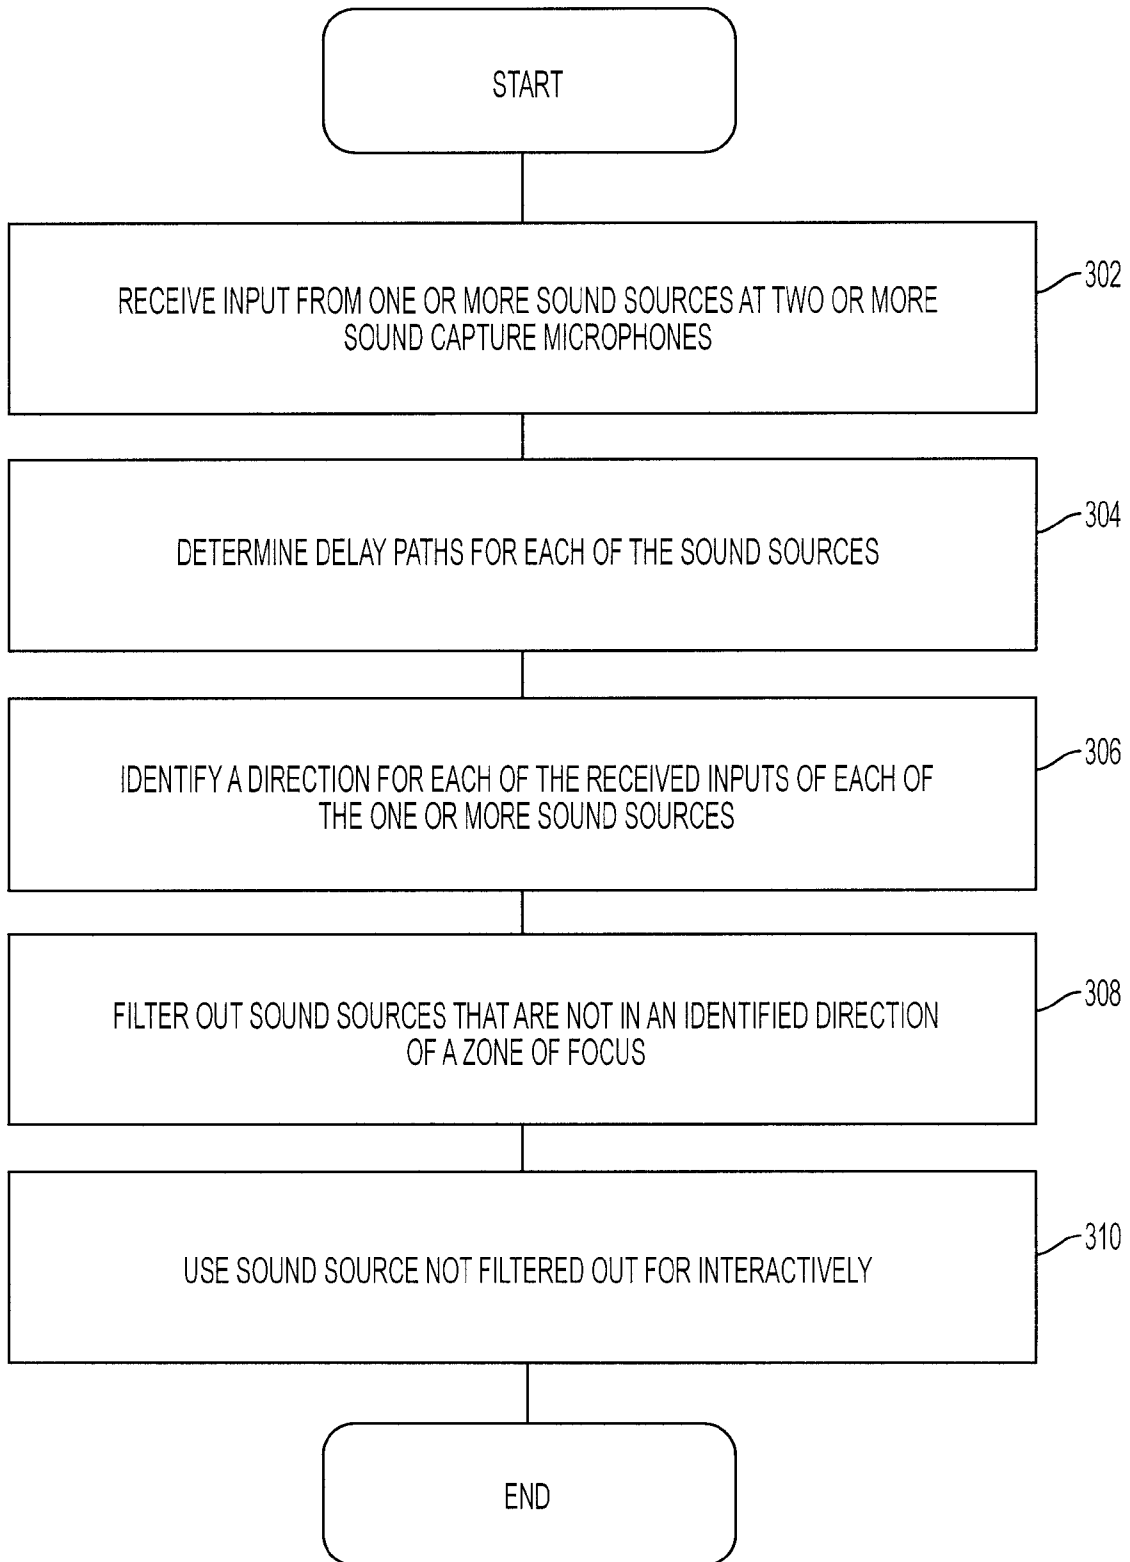 START
RECEIVE INPUT FROM ONE OR MORE SOUND SOURCES AT TWO OR MORE
SOUND CAPTURE MICROPHONES
302
DETERMINE DELAY PATHS FOR EACH OF THE SOUND SOURCES
304
IDENTIFY A DIRECTION FOR EACH OF THE RECEIVED INPUTS OF EACH OF
THE ONE OR MORE SOUND SOURCES
306
FILTER OUT SOUND SOURCES THAT ARE NOT IN AN IDENTIFIED DIRECTION
OF A ZONE OF FOCUS
308
USE SOUND SOURCE NOT FILTERED OUT FOR INTERACTIVELY
310
END